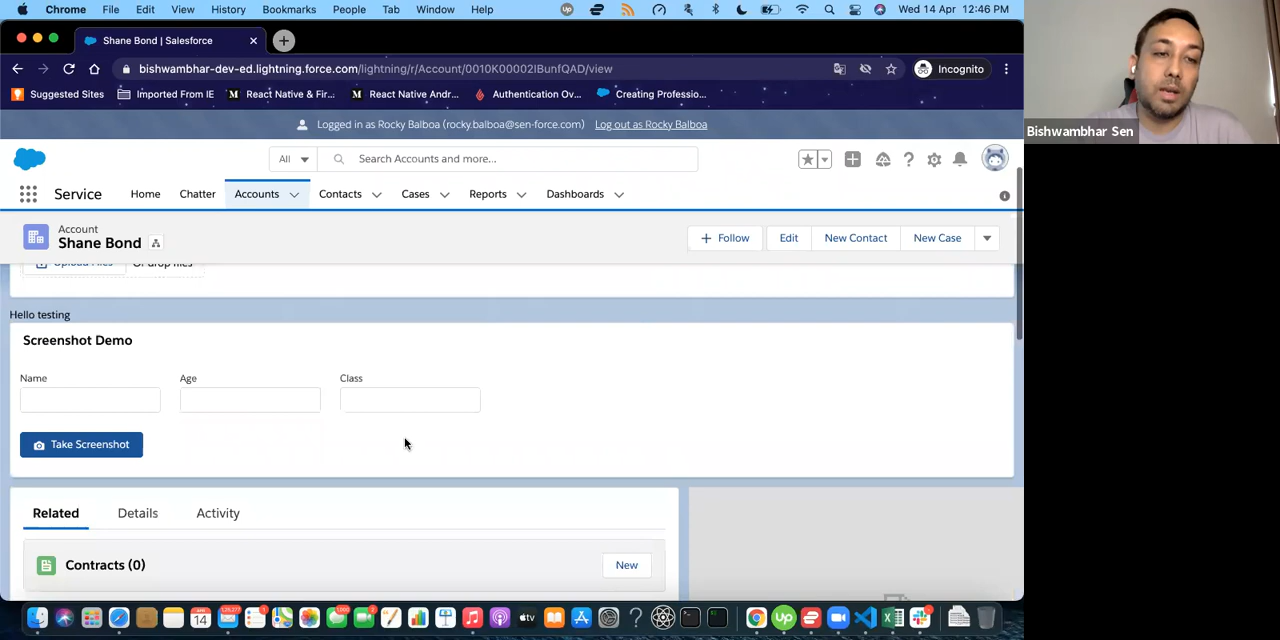 Chrome File Edit View History Bookmarks People Tab Window Help Wed 14 Apr 12:46 PM
Shane Bond | Salesforce
bishwambhar-dev-ed.lightning.force.com/lightning/r/Account/0010K00002IBunfQAD/view Incognito
Suggested Sites Imported From IE React Native & Fir... React Native Andr... Authentication Ov... Creating Professio...
Logged in as Rocky Balboa (rocky.balboa@sen-force.com) Log out as Rocky Balboa
Bishwambhar Sen
All Search Accounts and more...
Service Home Chatter Accounts Contacts Cases Reports Dashboards
Account
Shane Bond
Follow Edit New Contact New Case
Upload Files Or drop files
Hello testing
Screenshot Demo
Name Age Class
Take Screenshot
Related Details Activity
Contracts (0) New